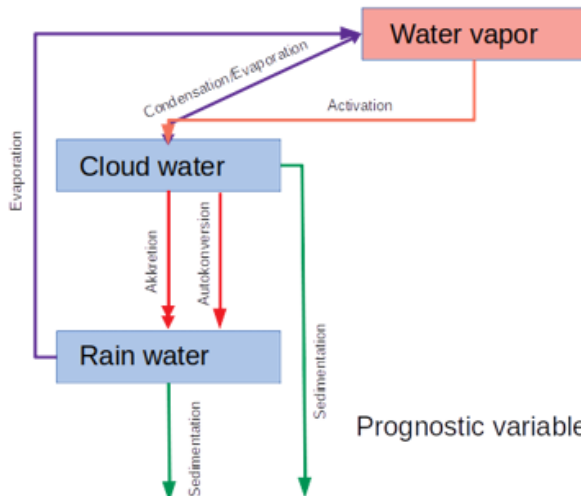 Water vapor
Condensation/Evaporation
Activation
Cloud water
Evaporation
Akkretion
Autokonversion
Rain water
Sedimentation
Prognostic variable
Sedimentation